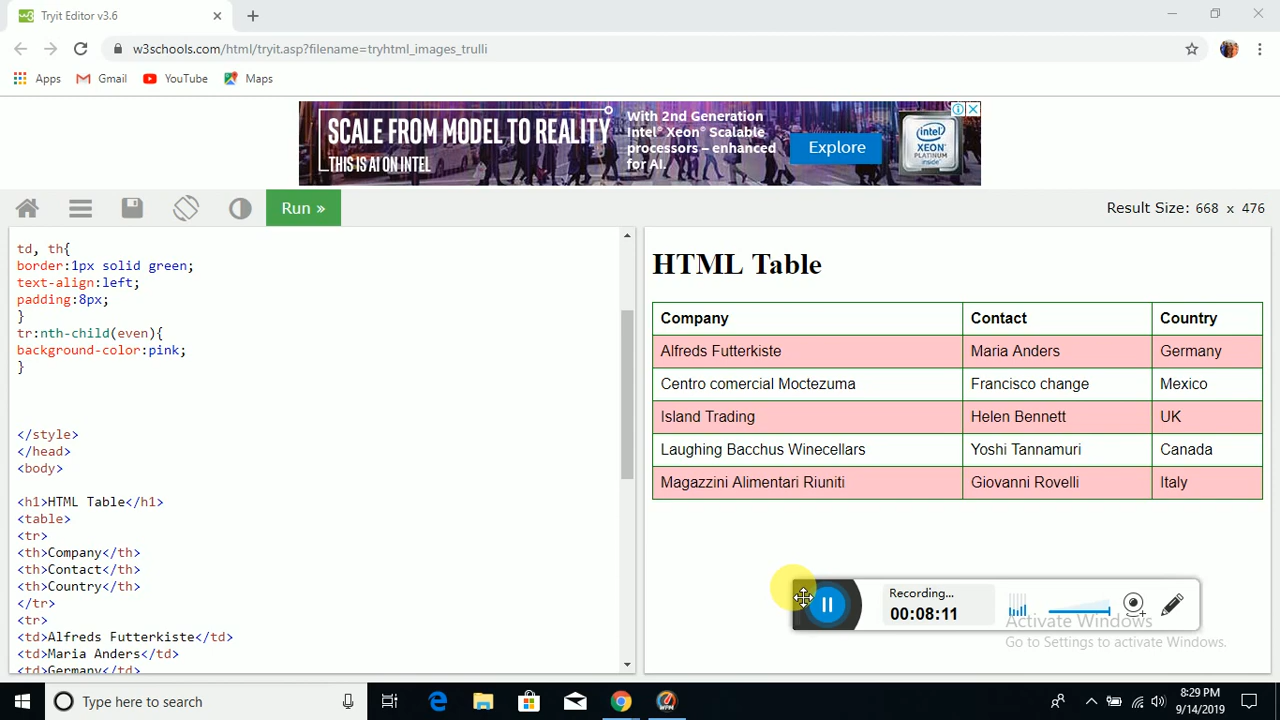 Tryit Editor v3.6
w3schools.com/html/tryit.asp?filename=tryhtml_images_trulli
Apps Gmail YouTube Maps
SCALE FROM MODEL TO REALITY
THIS IS AI ON INTEL
With 2nd Generation
Intel® Xeon® Scalable
processors – enhanced
for AI.
Explore
intel
XEON
PLATINUM
inside
Run »
Result Size: 668 x 476
td, th{
border:1px solid green;
text-align:left;
padding:8px;
}
tr:nth-child(even){
background-color:pink;
}
</style>
</head>
<body>
<h1>HTML Table</h1>
<table>
<tr>
<th>Company</th>
<th>Contact</th>
<th>Country</th>
</tr>
<tr>
<td>Alfreds Futterkiste</td>
<td>Maria Anders</td>
<td>Germany</td>
HTML Table
Company Contact Country
Alfreds Futterkiste Maria Anders Germany
Centro comercial Moctezuma Francisco change Mexico
Island Trading Helen Bennett UK
Laughing Bacchus Winecellars Yoshi Tannamuri Canada
Magazzini Alimentari Riuniti Giovanni Rovelli Italy
Recording...
00:08:11
Activate Windows
Go to Settings to activate Windows.
Type here to search
8:29 PM
9/14/2019